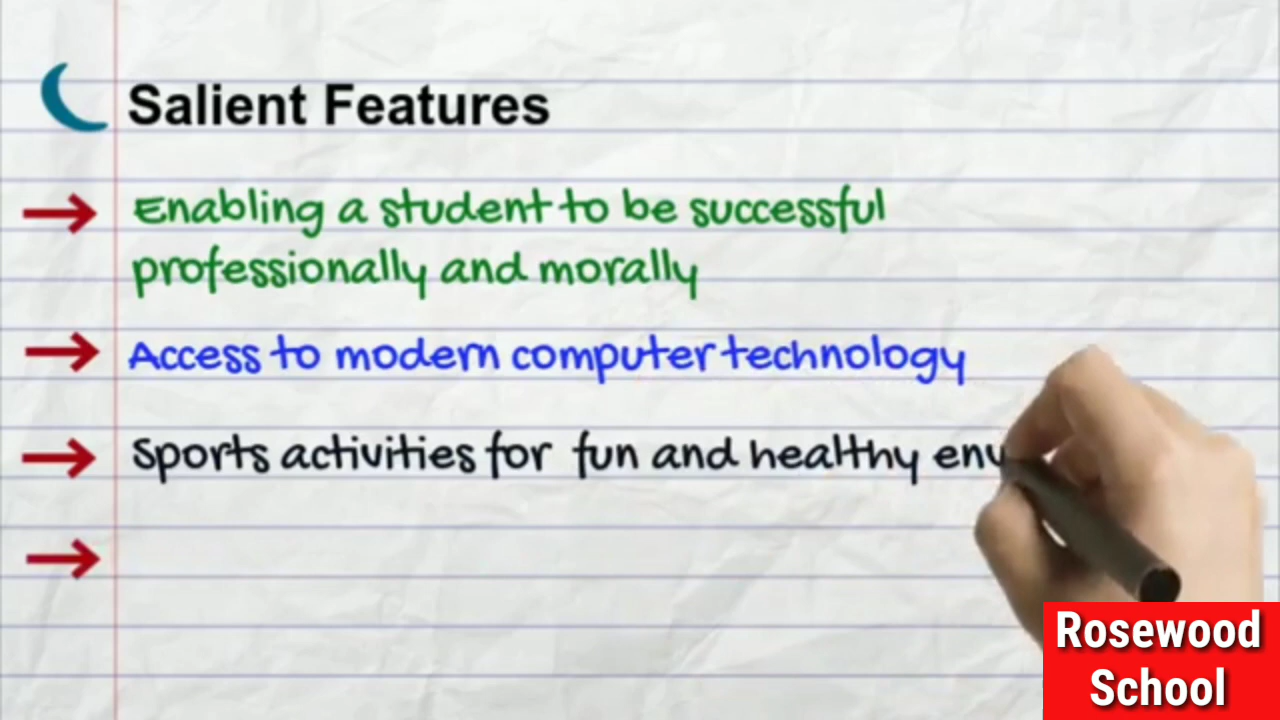 Salient Features
Enabling a student to be successful
professionally and morally
Access to modern computer technology
Sports activities for fun and healthy env
Rosewood
School